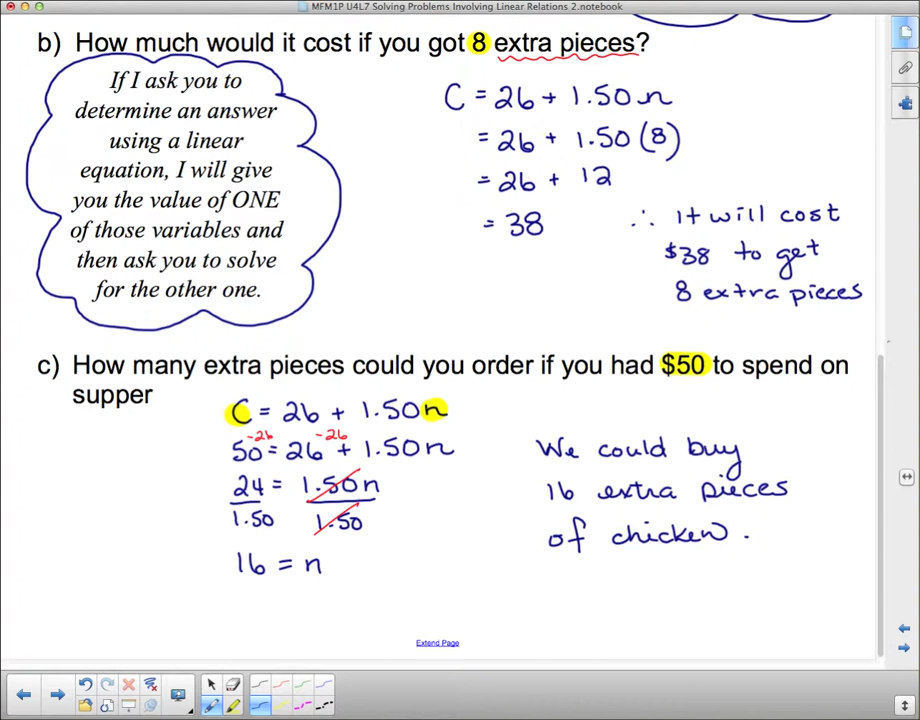 MFM1P U4L7 Solving Problems Involving Linear Relations 2.notebook
b) How much would it cost if you got 8 extra pieces?
If I ask you to
determine an answer
using a linear
equation, I will give
you the value of ONE
of those variables and
then ask you to solve
for the other one.
C = 26 + 1.50n
= 26 + 1.50(8)
= 26 + 12
= 38
∴ it will cost
$38 to get
8 extra pieces
c) How many extra pieces could you order if you had $50 to spend on
supper
C = 26 + 1.50n
-26 -26
50 = 26 + 1.50n
24 = 1.50n
1.50 1.50
16 = n
We could buy
16 extra pieces
of chicken.
Extend Page